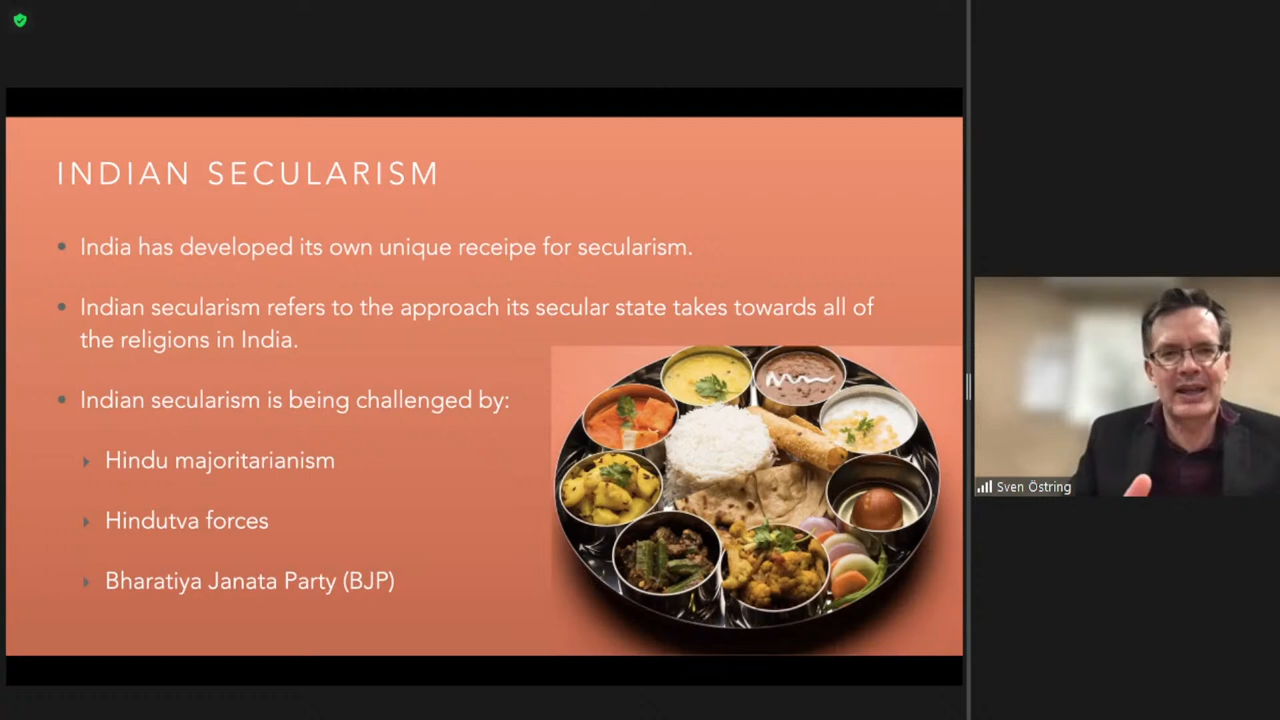 INDIAN SECULARISM
• India has developed its own unique receipe for secularism.
• Indian secularism refers to the approach its secular state takes towards all of
the religions in India.
• Indian secularism is being challenged by:
Hindu majoritarianism
Hindutva forces
Bharatiya Janata Party (BJP)
Sven Östring